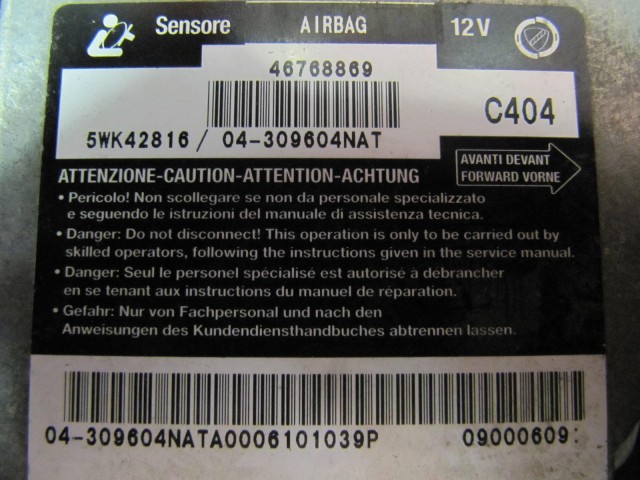 Sensore AIRBAG 12V
46768869
C404
5WK42816 / 04-309604NAT
ATTENZIONE-CAUTION-ATTENTION-ACHTUNG
AVANTI DEVANT
FORWARD VORNE
• Pericolo! Non scollegare se non da personale specializzato
e seguendo le istruzioni del manuale di assistenza tecnica.
• Danger: Do not disconnect! This operation is only to be carried out by
skilled operators, following the instructions given in the service manual.
• Danger: Seul le personel spécialisé est autorisé à débrancher
en se tenant aux instructions du manuel de réparation.
• Gefahr: Nur von Fachpersonal und nach den
Anweisungen des Kundendiensthandbuches abtrennen lassen.
04-309604NATA0006101039P 09000609: